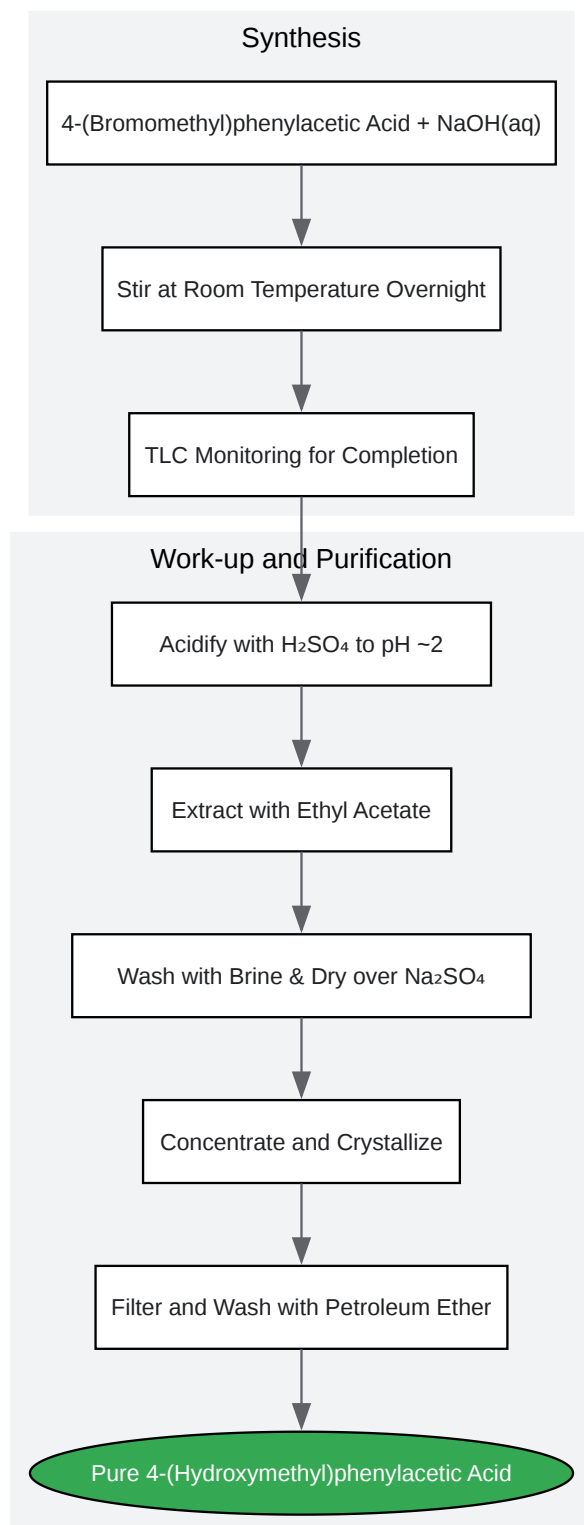 Synthesis
4-(Bromomethyl)phenylacetic Acid + NaOH(aq)
Stir at Room Temperature Overnight
TLC Monitoring for Completion
Work-up and Purification
Acidify with H₂SO₄ to pH ~2
Extract with Ethyl Acetate
Wash with Brine & Dry over Na₂SO₄
Concentrate and Crystallize
Filter and Wash with Petroleum Ether
Pure 4-(Hydroxymethyl)phenylacetic Acid